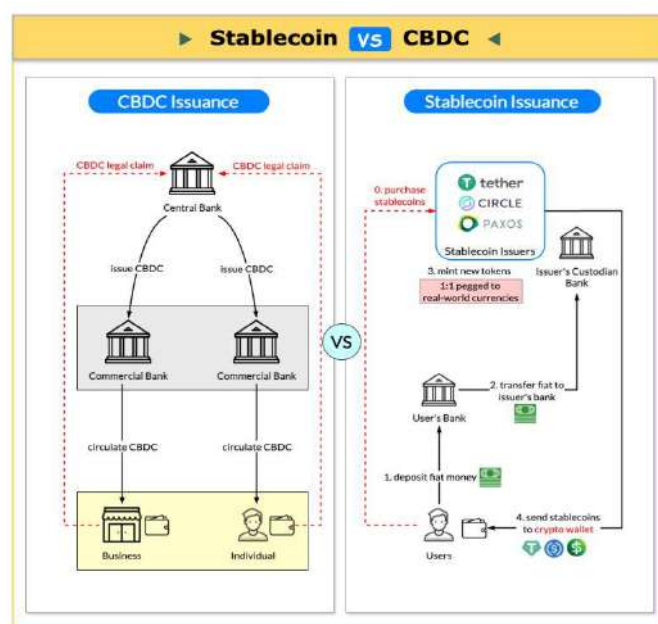 Stablecoin VS CBDC
CBDC Issuance
CBDC legal claim
CBDC legal claim
Central Bank
issue CBDC
issue CBDC
Commercial Bank
Commercial Bank
circulate CBDC
circulate CBDC
Business
Individual
VS
Stablecoin Issuance
0. purchase
stablecoins
tether
CIRCLE
PAXOS
Stablecoin Issuers
3. mint new tokens
1:1 pegged to
real-world currencies
Issuer's Custodian
Bank
User's Bank
2. transfer fiat to
issuer's bank
1. deposit fiat money
Users
4. send stablecoins
to crypto wallet